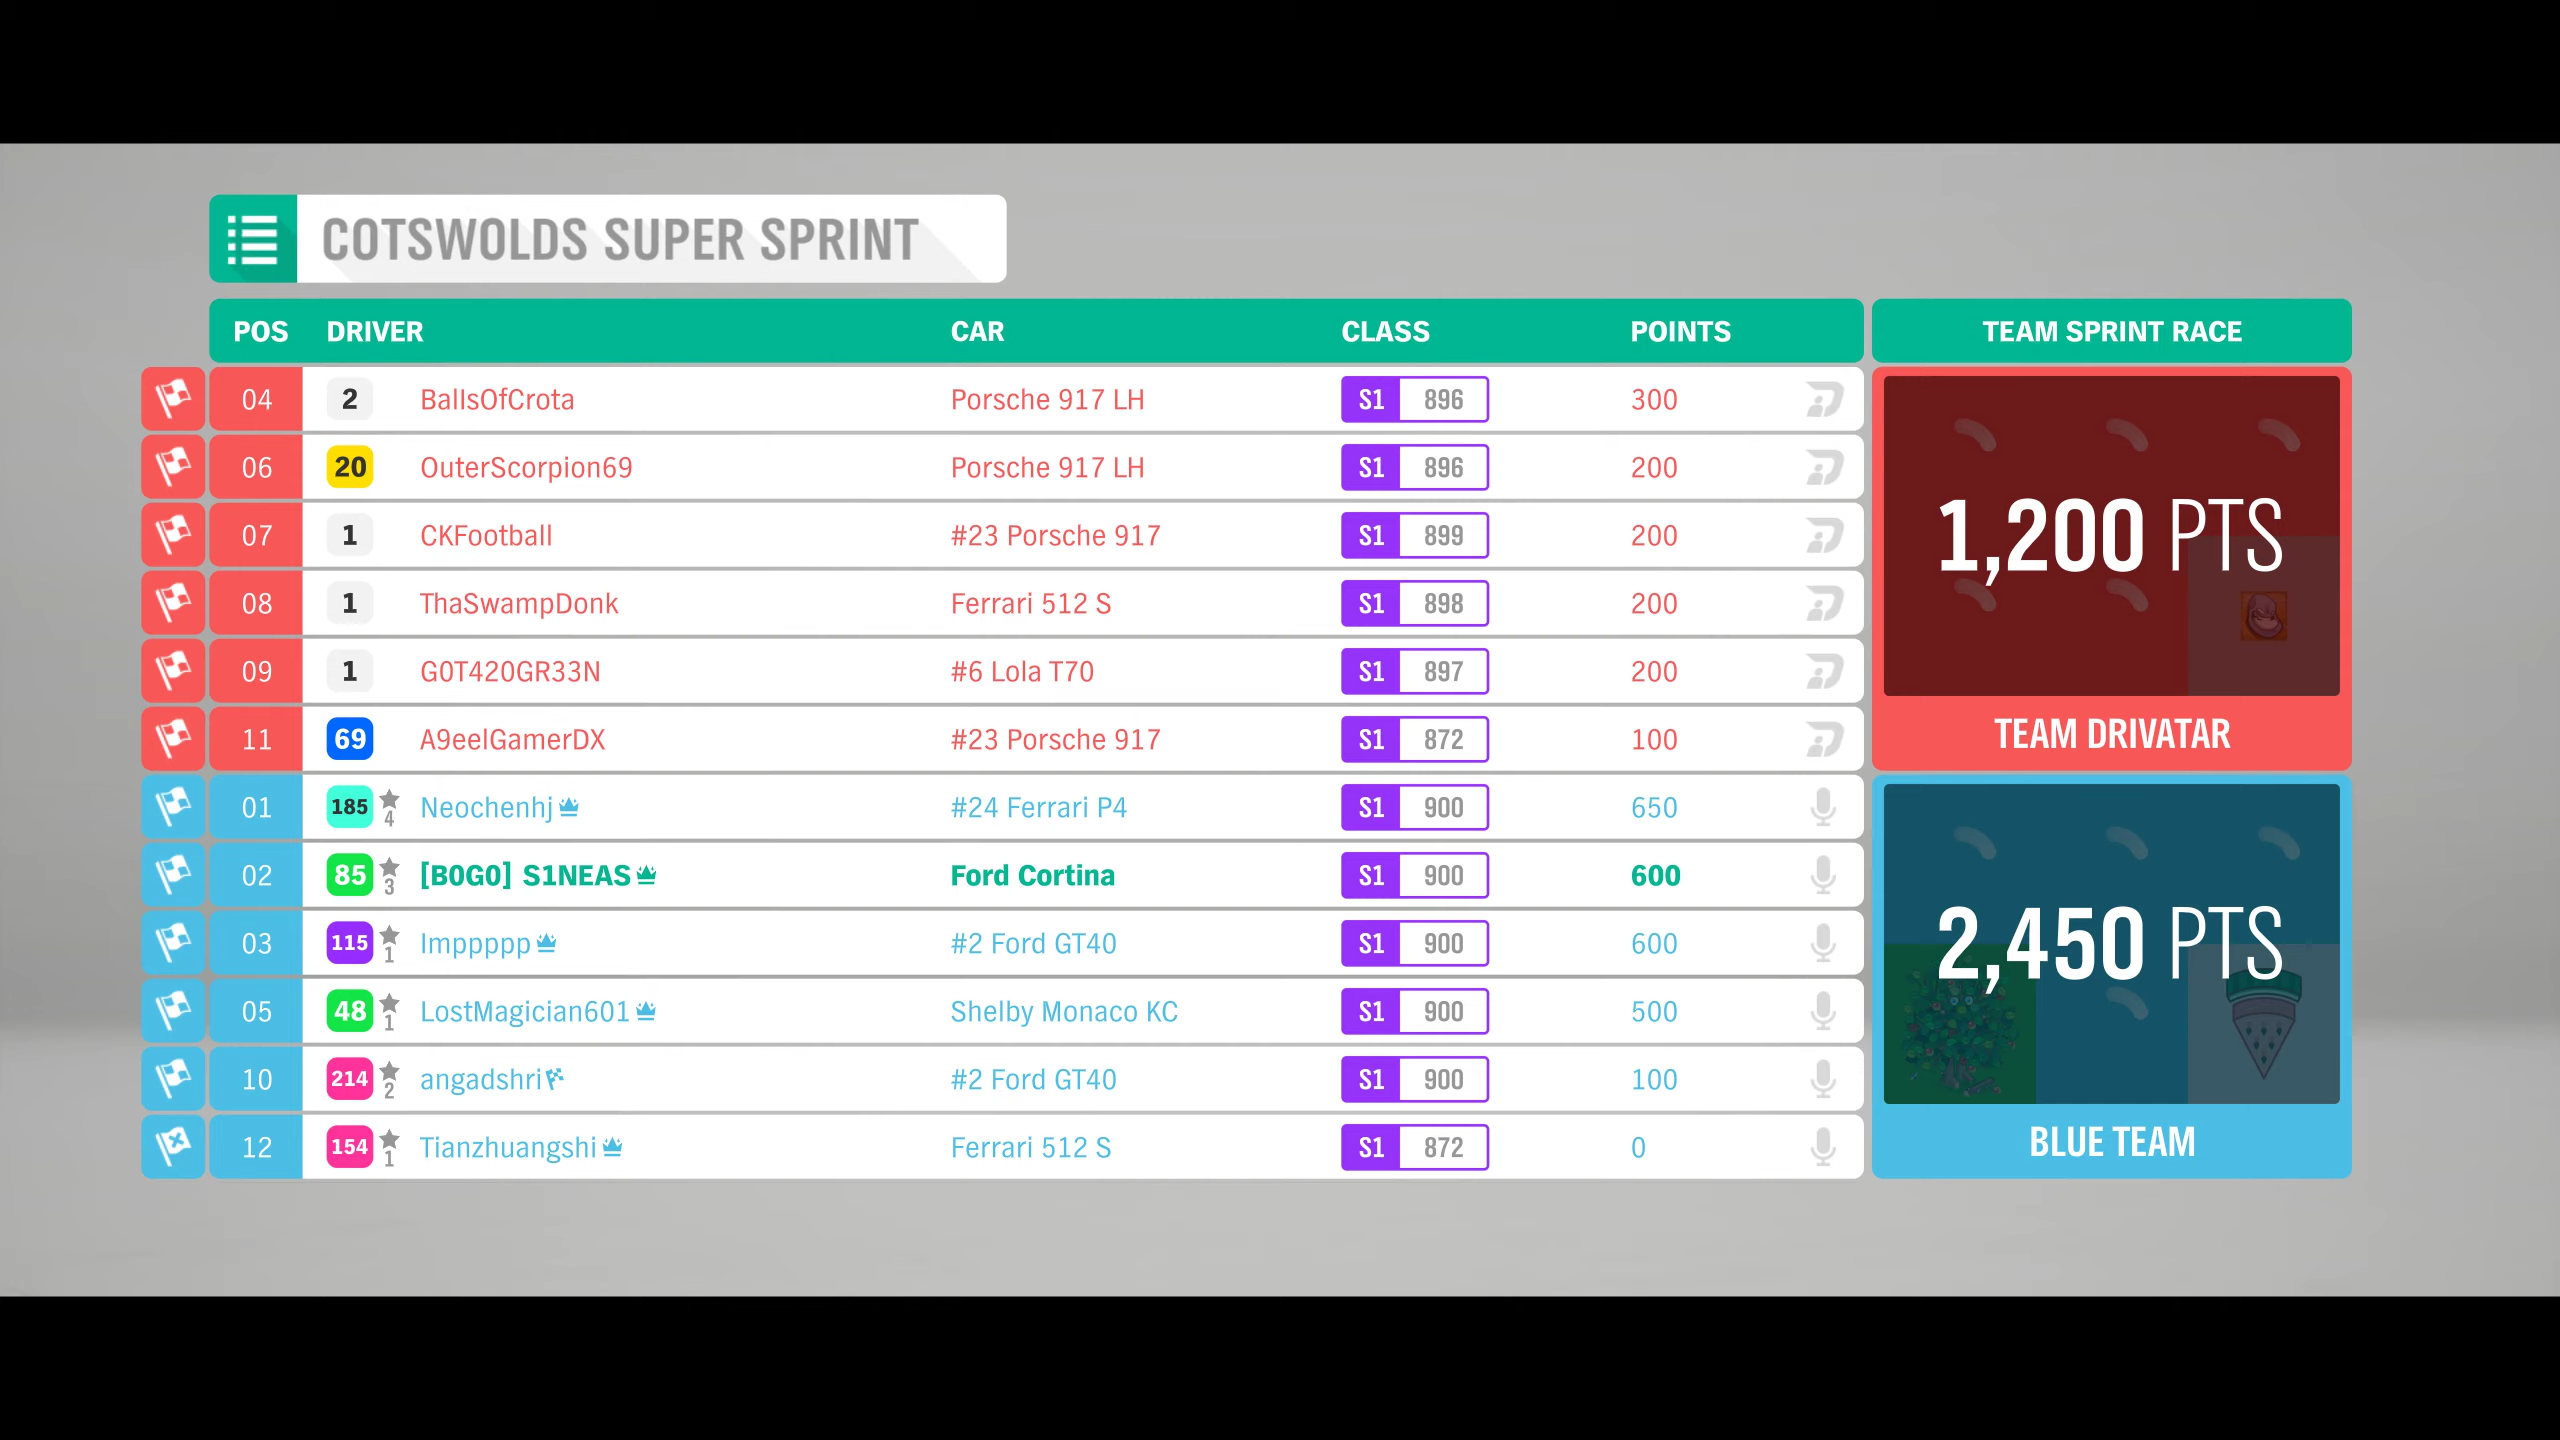 COTSWOLDS SUPER SPRINT
POS DRIVER CAR CLASS POINTS TEAM SPRINT RACE
04 2 BallsOfCrota Porsche 917 LH S1 896 300
06 20 OuterScorpion69 Porsche 917 LH S1 896 200
07 1 CKFootball #23 Porsche 917 S1 899 200
08 1 ThaSwampDonk Ferrari 512 S S1 898 200
09 1 G0T420GR33N #6 Lola T70 S1 897 200
11 69 A9eelGamerDX #23 Porsche 917 S1 872 100
1,200 PTS
TEAM DRIVATAR
01 185 4 Neochenhj #24 Ferrari P4 S1 900 650
02 85 3 [B0G0] S1NEAS Ford Cortina S1 900 600
03 115 1 Imppppp #2 Ford GT40 S1 900 600
05 48 1 LostMagician601 Shelby Monaco KC S1 900 500
10 214 2 angadshri #2 Ford GT40 S1 900 100
12 154 1 Tianzhuangshi Ferrari 512 S S1 872 0
2,450 PTS
BLUE TEAM